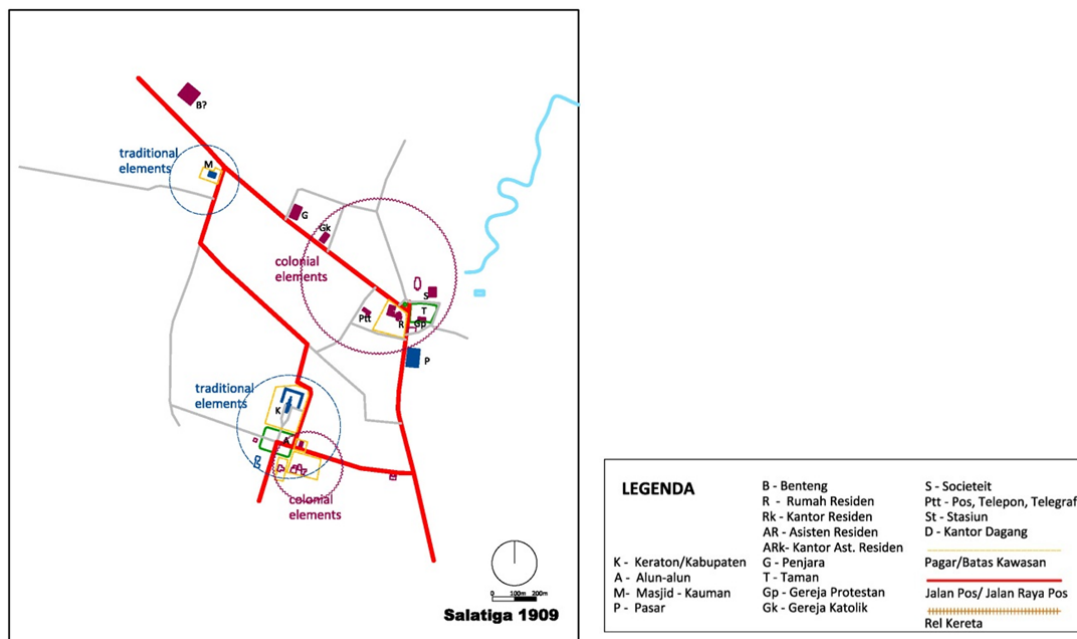 B?
traditional
elements
M
G
Gk
colonial
elements
S
T
Ptt
R
Gp
P
traditional
elements
K
A
colonial
elements
100m 200m
Salatiga 1909
LEGENDA
K - Keraton/Kabupaten
A - Alun-alun
M- Masjid - Kauman
P - Pasar
B - Benteng
R - Rumah Residen
Rk - Kantor Residen
AR - Asisten Residen
ARk- Kantor Ast. Residen
G - Penjara
T - Taman
Gp - Gereja Protestan
Gk - Gereja Katolik
S - Societeit
Ptt - Pos, Telepon, Telegraf
St - Stasiun
D - Kantor Dagang
Pagar/Batas Kawasan
Jalan Pos/ Jalan Raya Pos
Rel Kereta